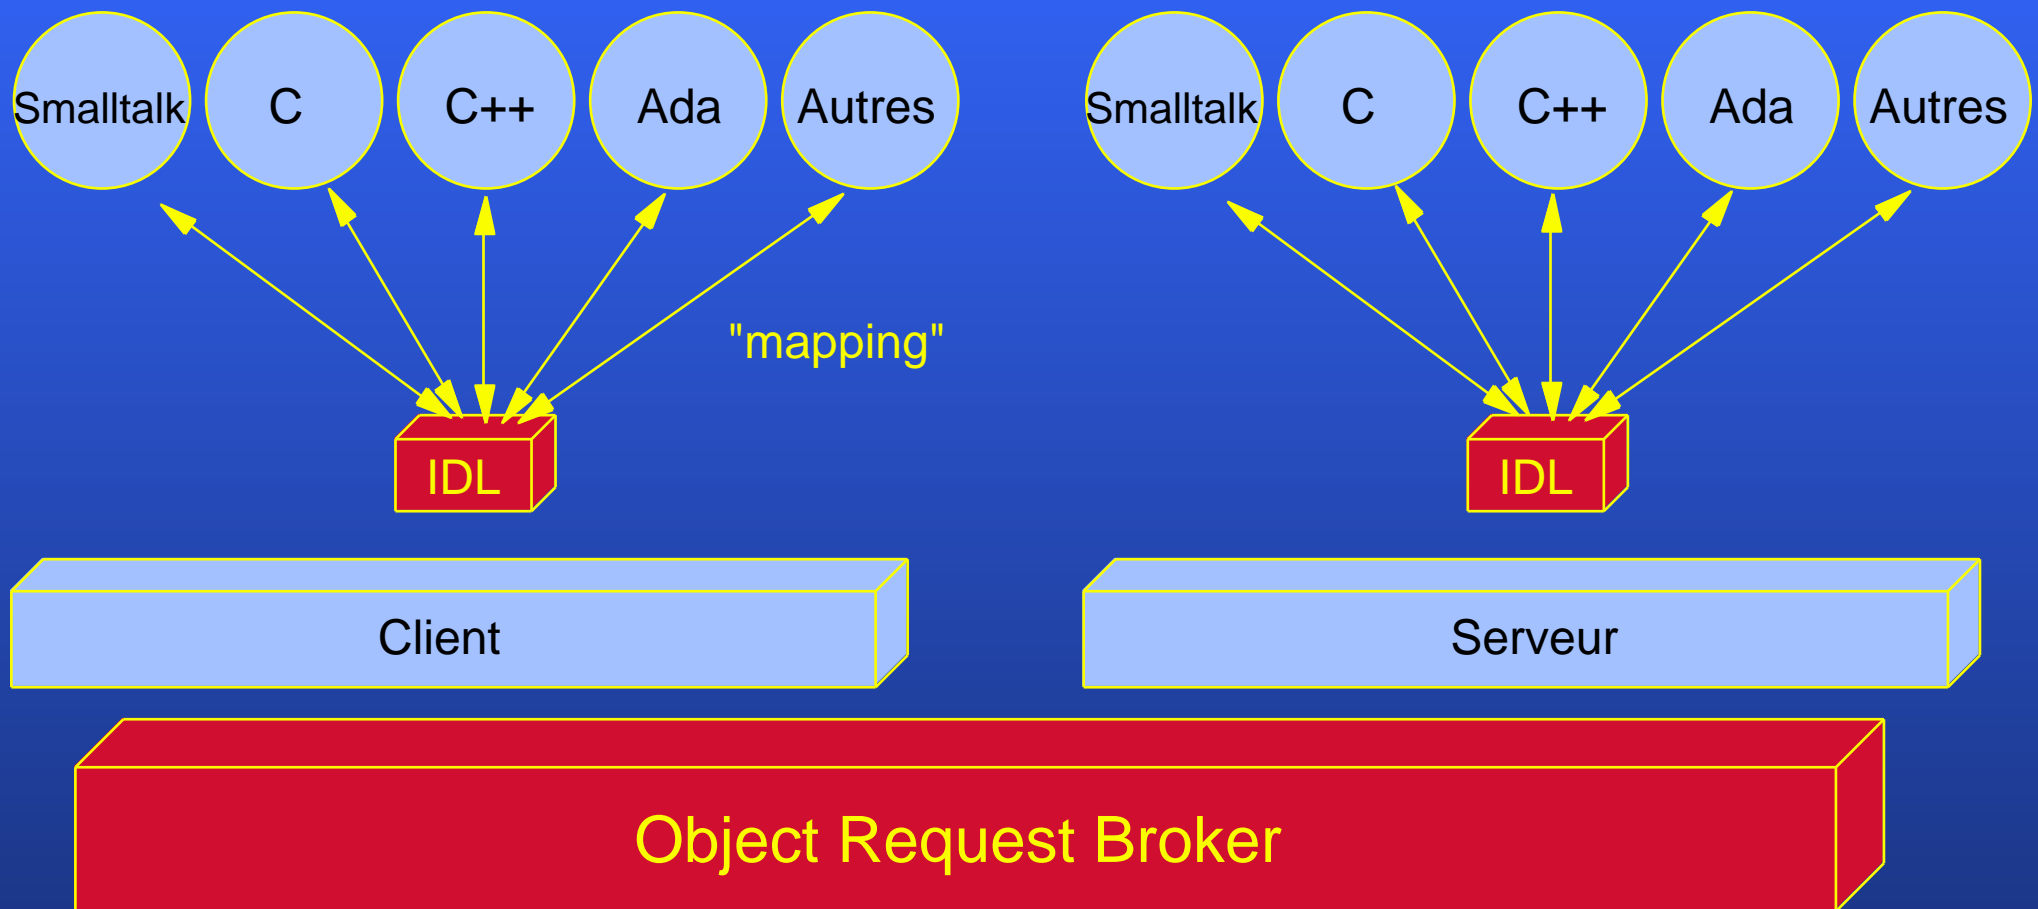 Smalltalk
C
C++
Ada
Autres
Smalltalk
C
C++
Ada
Autres
"mapping"
IDL
IDL
Client
Serveur
Object Request Broker